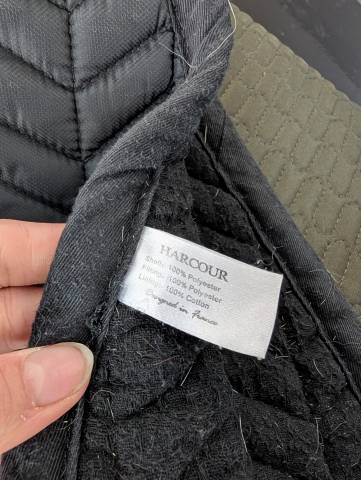 HARCOUR
Shell: 100% Polyester
Filling: 100% Polyester
Lining: 100% Cotton
Designed in France